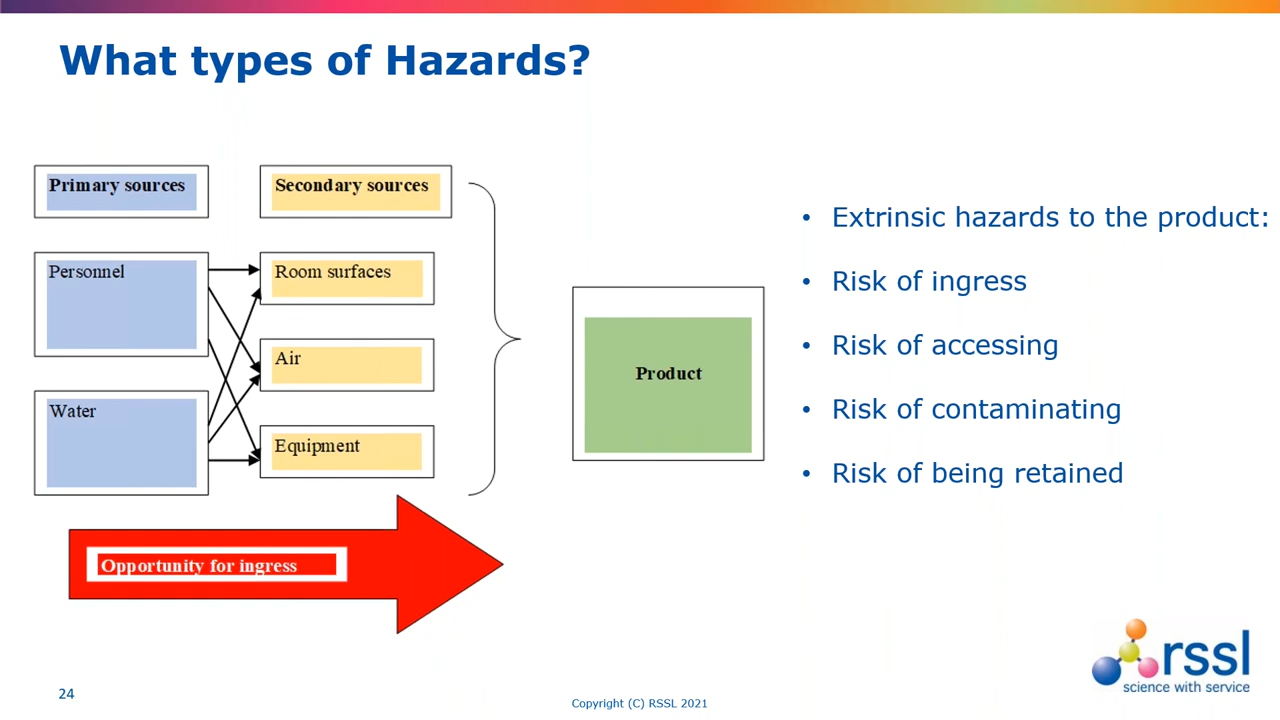 What types of Hazards?
Primary sources
Secondary sources
Personnel
Room surfaces
Air
Water
Equipment
Product
Opportunity for ingress
• Extrinsic hazards to the product:
• Risk of ingress
• Risk of accessing
• Risk of contaminating
• Risk of being retained
rssl
science with service
24
Copyright (C) RSSL 2021